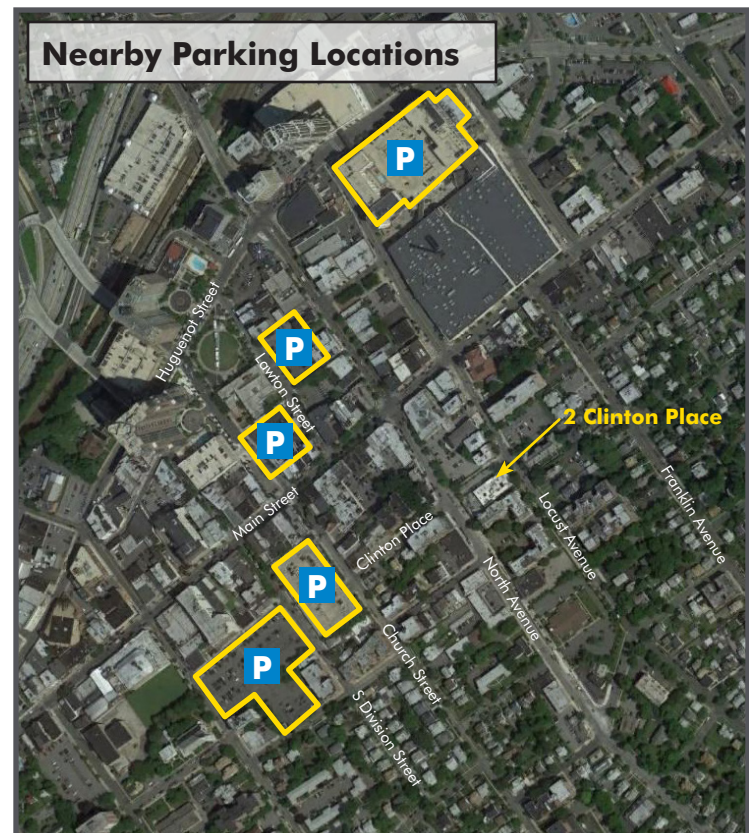 Nearby Parking Locations
P
Huguenot Street
P
Lawton Street
P
2 Clinton Place
Main Street
Franklin Avenue
Locust Avenue
Clinton Place
North Avenue
P
Church Street
P
S Division Street